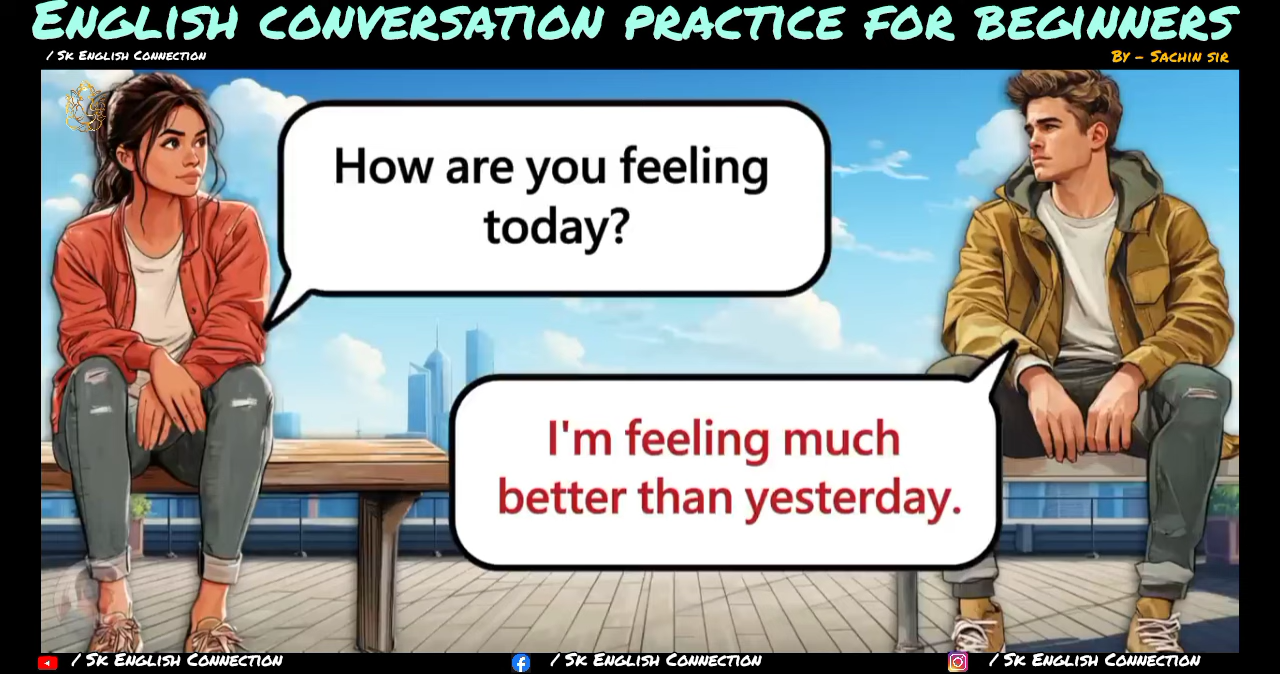 English conversation practice for beginners
/ Sk English Connection
By - Sachin sir
How are you feeling
today?
I'm feeling much
better than yesterday.
/ Sk English Connection
/ Sk English Connection
/ Sk English Connection